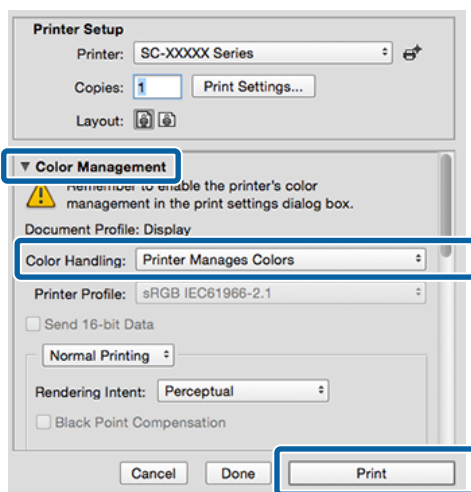 Printer Setup
Printer: SC-XXXXX Series
Copies: 1 Print Settings...
Layout:
▼ Color Management
Remember to enable the printer's color
management in the print settings dialog box.
Document Profile: Display
Color Handling: Printer Manages Colors
Printer Profile: sRGB IEC61966-2.1
Send 16-bit Data
Normal Printing
Rendering Intent: Perceptual
Black Point Compensation
Cancel Done Print